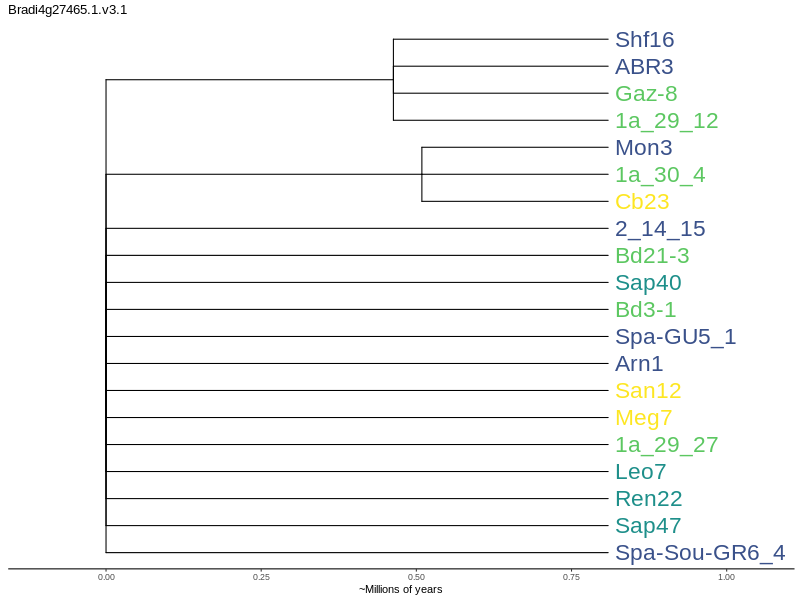 Bradi4g27465.1.v3.1
Shf16
ABR3
Gaz-8
1a_29_12
Mon3
1a_30_4
Cb23
2_14_15
Bd21-3
Sap40
Bd3-1
Spa-GU5_1
Arn1
San12
Meg7
1a_29_27
Leo7
Ren22
Sap47
Spa-Sou-GR6_4
0.00 0.25 0.50 0.75 1.00
~Millions of years